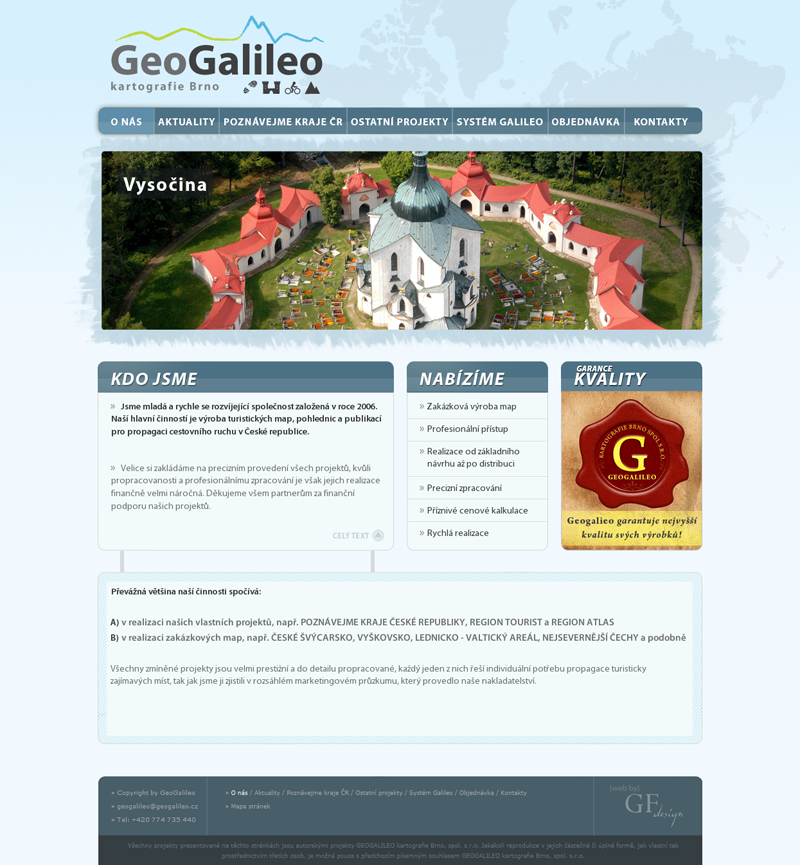 GeoGalileo
kartografie Brno
O NÁS
AKTUALITY
POZNÁVEJME KRAJE ČR
OSTATNÍ PROJEKTY
SYSTÉM GALILEO
OBJEDNÁVKA
KONTAKTY
Vysočina
KDO JSME
» Jsme mladá a rychle se rozvíjející společnost založená v roce 2006.
Naší hlavní činností je výroba turistických map, pohlednic a publikací
pro propagaci cestovního ruchu v České republice.
» Velice si zakládáme na precizním provedení všech projektů, kvůli
propracovanosti a profesionálnímu zpracování je však jejich realizace
finančně velmi náročná. Děkujeme všem partnerům za finanční
podporu našich projektů.
CELÝ TEXT
NABÍZÍME
» Zakázková výroba map
» Profesionální přístup
» Realizace od základního
návrhu až po distribuci
» Precizní zpracování
» Příznivé cenové kalkulace
» Rychlá realizace
GARANCE
KVALITY
KARTOGRAFIE BRNO SPOL. S R.O.
G
GEOGALILEO
Geogalieo garantuje nejvyšší
kvalitu svých výrobků!
Převážná většina naší činnosti spočívá:
A) v realizaci našich vlastních projektů, např. POZNÁVEJME KRAJE ČESKÉ REPUBLIKY, REGION TOURIST a REGION ATLAS
B) v realizaci zakázkových map, např. ČESKÉ ŠVÝCARSKO, VYŠKOVSKO, LEDNICKO - VALTICKÝ AREÁL, NEJSEVERNĚJŠÍ ČECHY a podobně
Všechny zmíněné projekty jsou velmi prestižní a do detailu propracované, každý jeden z nich řeší individuální potřebu propagace turisticky
zajímavých míst, tak jak jsme ji zjistili v rozsáhlém marketingovém průzkumu, který provedlo naše nakladatelství.
» Copyright by GeoGalileo
» geogalileo@geogalileo.cz
» Tel: +420 774 735 440
» O nás / Aktuality / Poznávejme kraje ČR / Ostatní projekty / Systém Galileo / Objednávka / Kontakty
» Mapa stránek
(web by)
GF design
Všechny projekty prezentované na těchto stránkách jsou autorskými projekty GEOGALILEO kartografie Brno, spol. s r.o. Jakákoli reprodukce v jejich částečné či úplné formě, jak vlastní tak
prostřednictvím třetích osob, je možná pouze s předchozím písemným souhlasem GEOGALILEO kartografie Brno, spol. s.r.o.